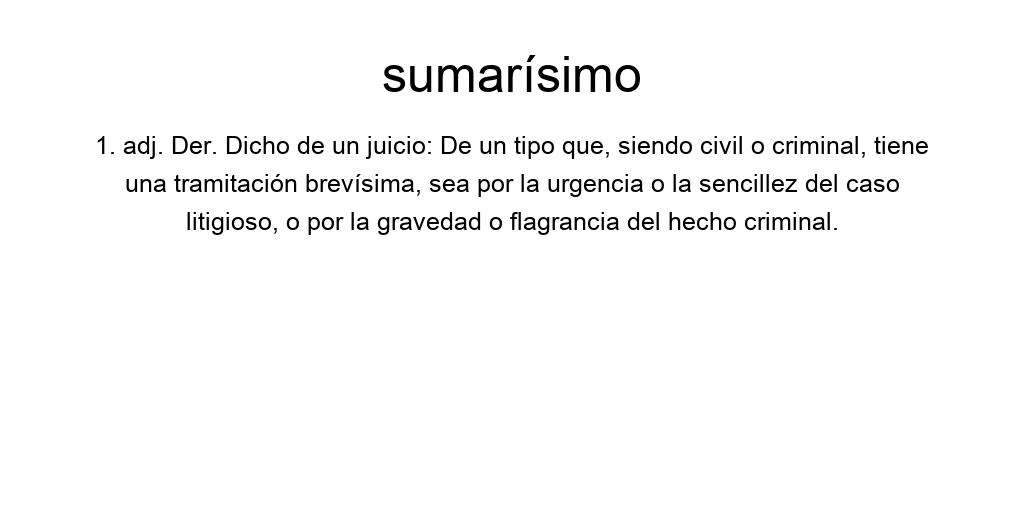 sumarísimo
1. adj. Der. Dicho de un juicio: De un tipo que, siendo civil o criminal, tiene
una tramitación brevísima, sea por la urgencia o la sencillez del caso
litigioso, o por la gravedad o flagrancia del hecho criminal.